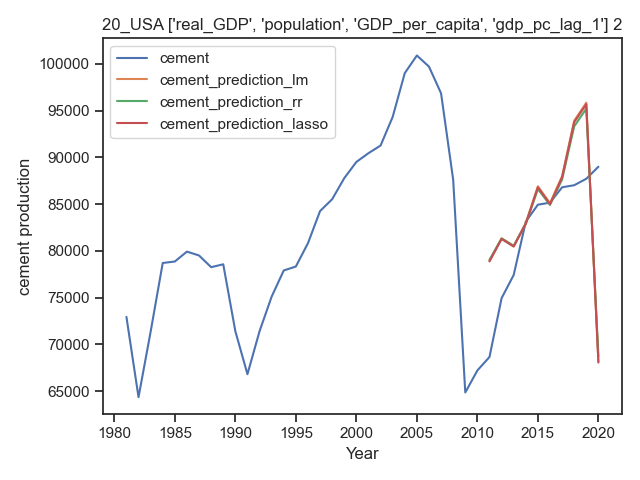 20_USA ['real_GDP', 'population', 'GDP_per_capita', 'gdp_pc_lag_1'] 2
cement
cement_prediction_lm
cement_prediction_rr
cement_prediction_lasso
cement production
100000
95000
90000
85000
80000
75000
70000
65000
1980 1985 1990 1995 2000 2005 2010 2015 2020
Year